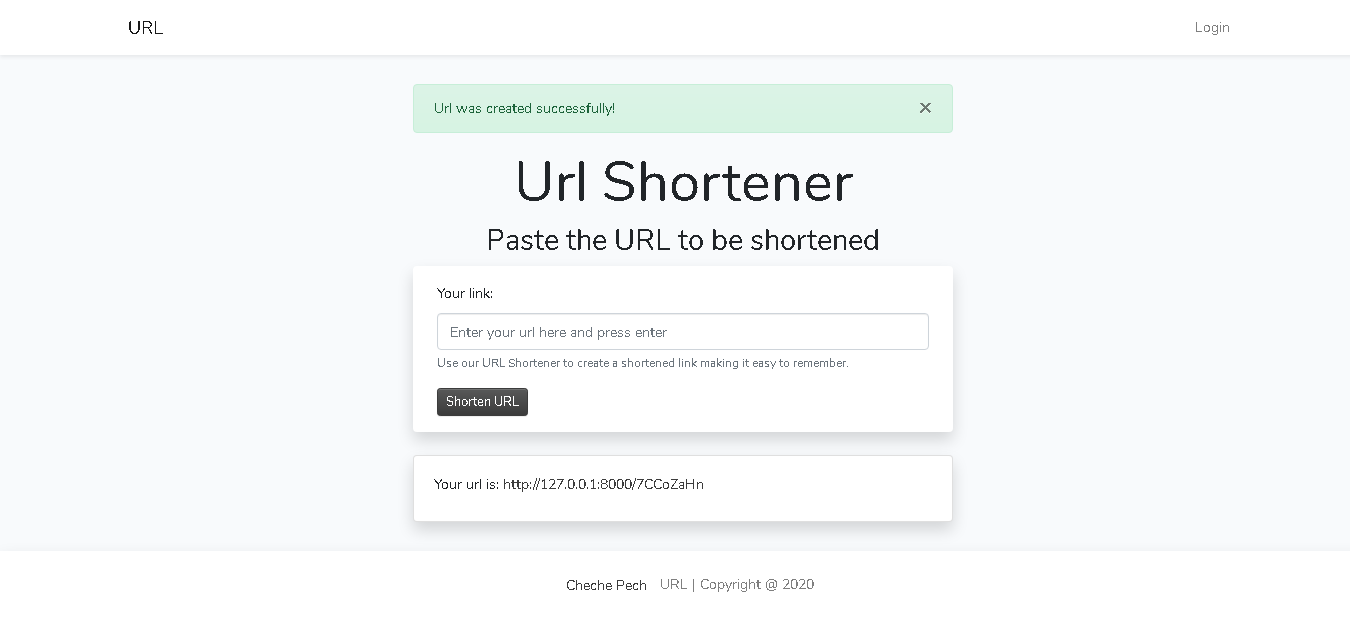 URL
Login
Url was created successfully!
×
Url Shortener
Paste the URL to be shortened
Your link:
Enter your url here and press enter
Use our URL Shortener to create a shortened link making it easy to remember.
Shorten URL
Your url is: http://127.0.0.1:8000/7CCoZaHn
Cheche Pech URL | Copyright @ 2020